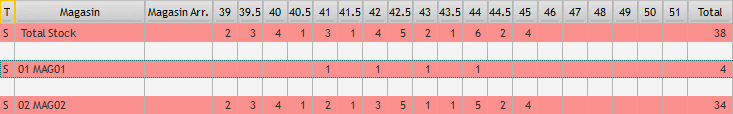 T Magasin Magasin Arr. 39 39.5 40 40.5 41 41.5 42 42.5 43 43.5 44 44.5 45 46 47 48 49 50 51 Total
S Total Stock 2 3 4 1 3 1 4 5 2 1 6 2 4 38
S 01 MAG01 1 1 1 1 4
S 02 MAG02 2 3 4 1 2 1 3 5 1 1 5 2 4 34